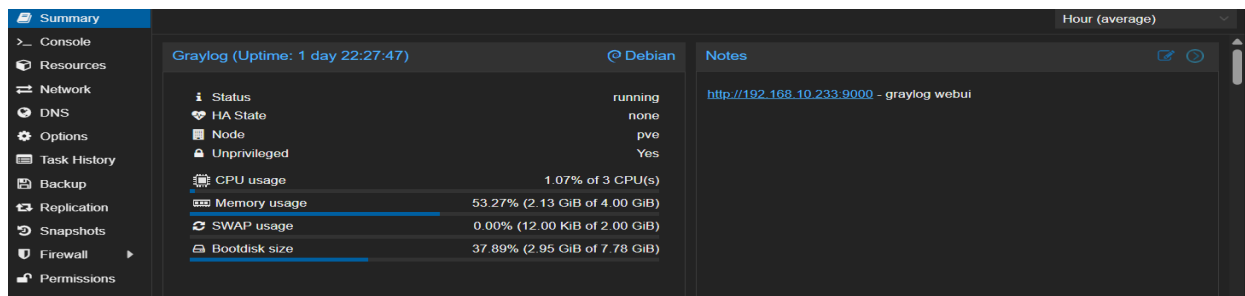 Summary
>_ Console
Resources
Network
DNS
Options
Task History
Backup
Replication
Snapshots
Firewall
Permissions
Hour (average)
Graylog (Uptime: 1 day 22:27:47)
Debian
Status running
HA State none
Node pve
Unprivileged Yes
CPU usage 1.07% of 3 CPU(s)
Memory usage 53.27% (2.13 GiB of 4.00 GiB)
SWAP usage 0.00% (12.00 KiB of 2.00 GiB)
Bootdisk size 37.89% (2.95 GiB of 7.78 GiB)
Notes
http://192.168.10.233:9000 - graylog webui